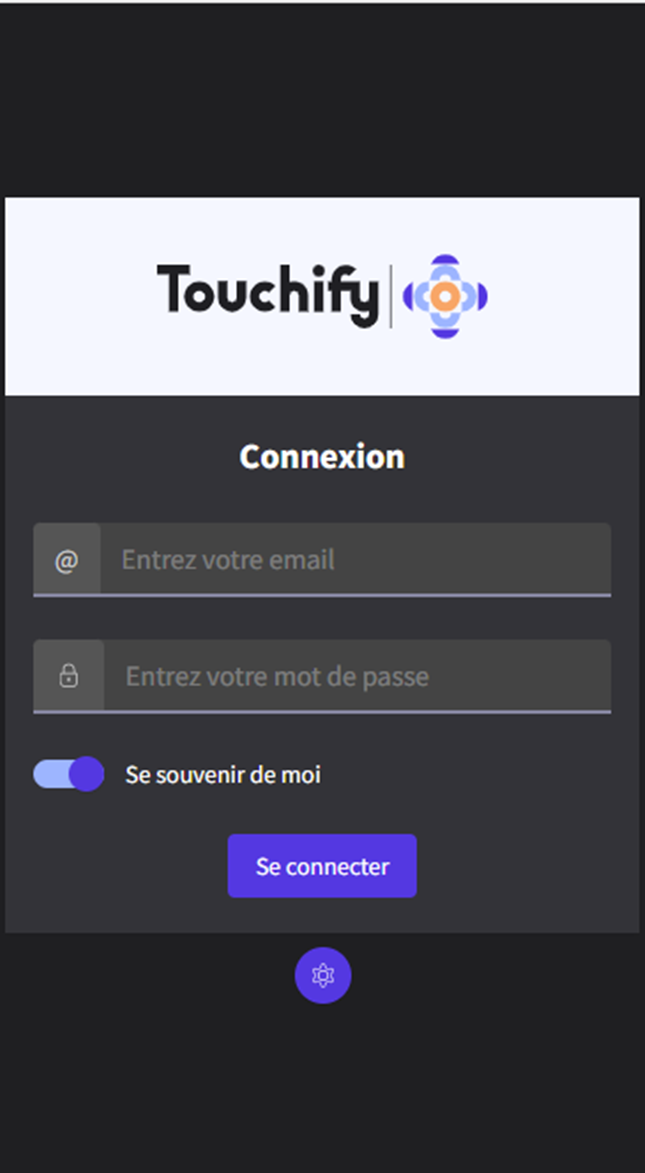 Touchify
Connexion
@ Entrez votre email
Entrez votre mot de passe
Se souvenir de moi
Se connecter